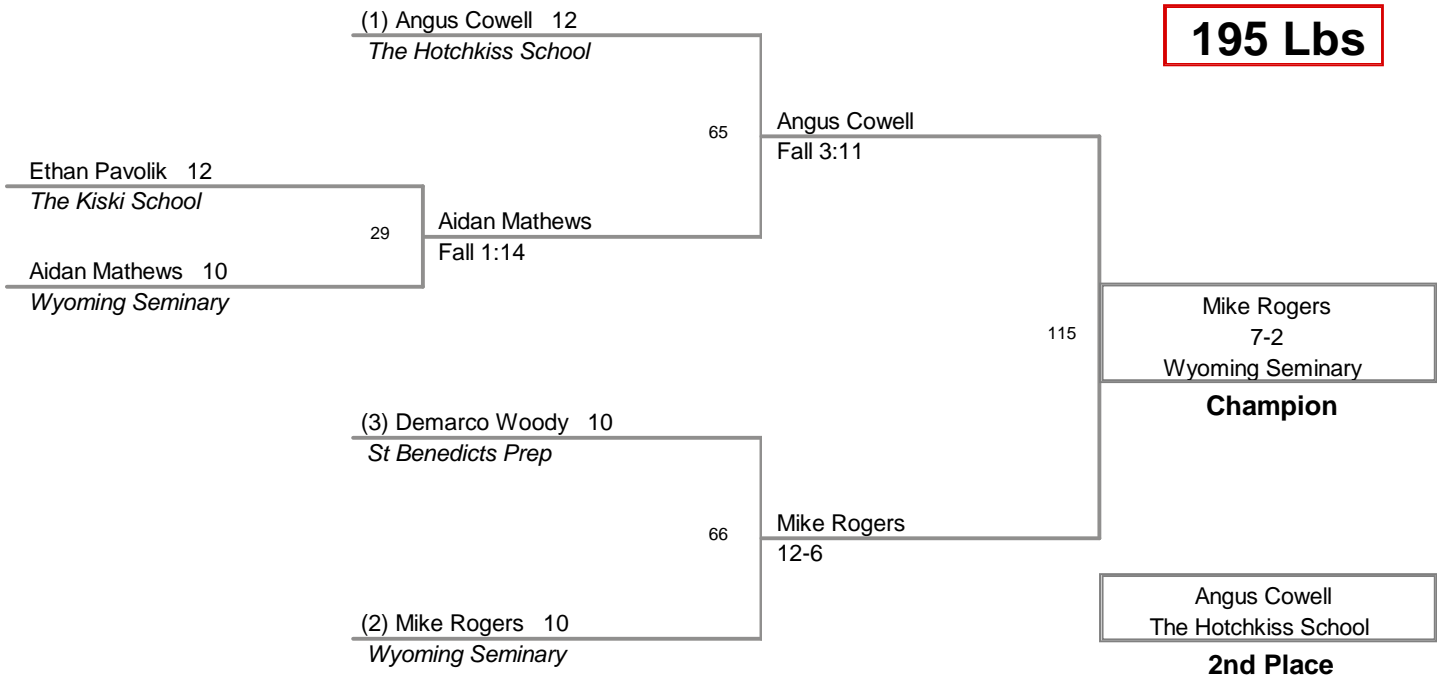 (1) Angus Cowell 12
The Hotchkiss School
195 Lbs
65
Angus Cowell
Fall 3:11
Ethan Pavolik 12
The Kiski School
29
Aidan Mathews
Fall 1:14
Aidan Mathews 10
Wyoming Seminary
115
Mike Rogers
7-2
Wyoming Seminary
Champion
(3) Demarco Woody 10
St Benedicts Prep
66
Mike Rogers
12-6
(2) Mike Rogers 10
Wyoming Seminary
Angus Cowell
The Hotchkiss School
2nd Place